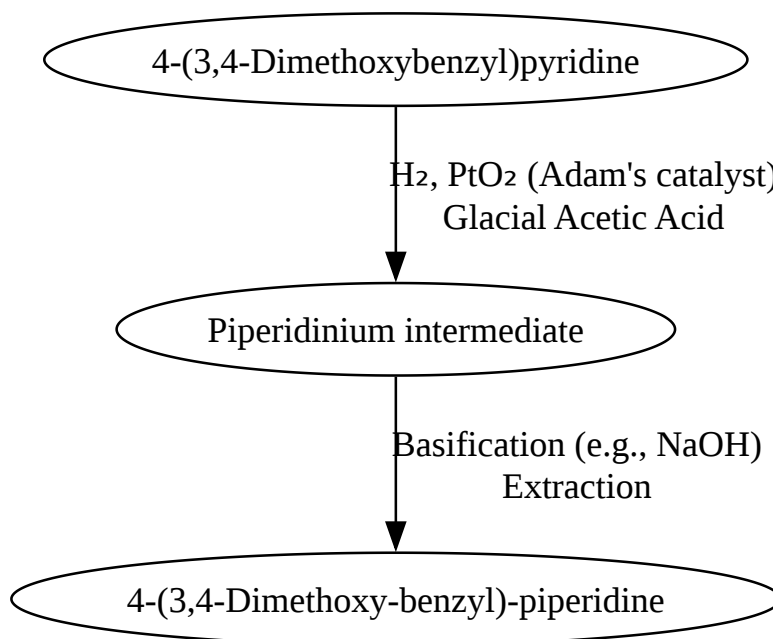 4-(3,4-Dimethoxybenzyl)pyridine
H₂, PtO₂ (Adam's catalyst)
Glacial Acetic Acid
Piperidinium intermediate
Basification (e.g., NaOH)
Extraction
4-(3,4-Dimethoxy-benzyl)-piperidine